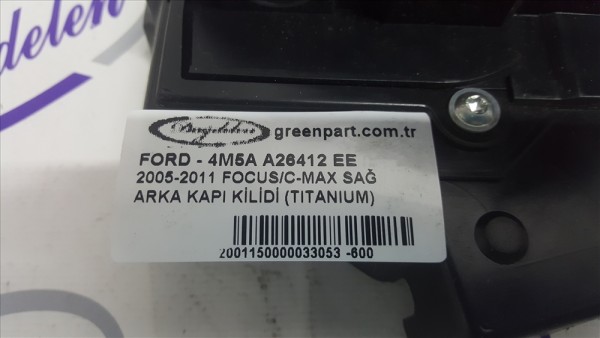 delen
greenpart.com.tr
FORD - 4M5A A26412 EE
2005-2011 FOCUS/C-MAX SAĞ
ARKA KAPI KİLİDİ (TITANIUM)
2001150000033053 -600